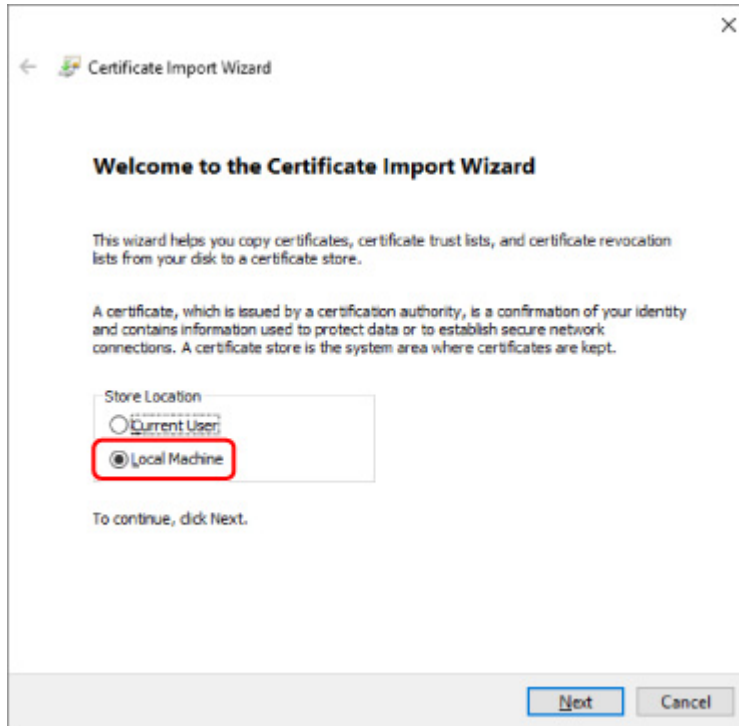 Certificate Import Wizard
Welcome to the Certificate Import Wizard
This wizard helps you copy certificates, certificate trust lists, and certificate revocation
lists from your disk to a certificate store.
A certificate, which is issued by a certification authority, is a confirmation of your identity
and contains information used to protect data or to establish secure network
connections. A certificate store is the system area where certificates are kept.
Store Location
Current User
Local Machine
To continue, click Next.
Next Cancel